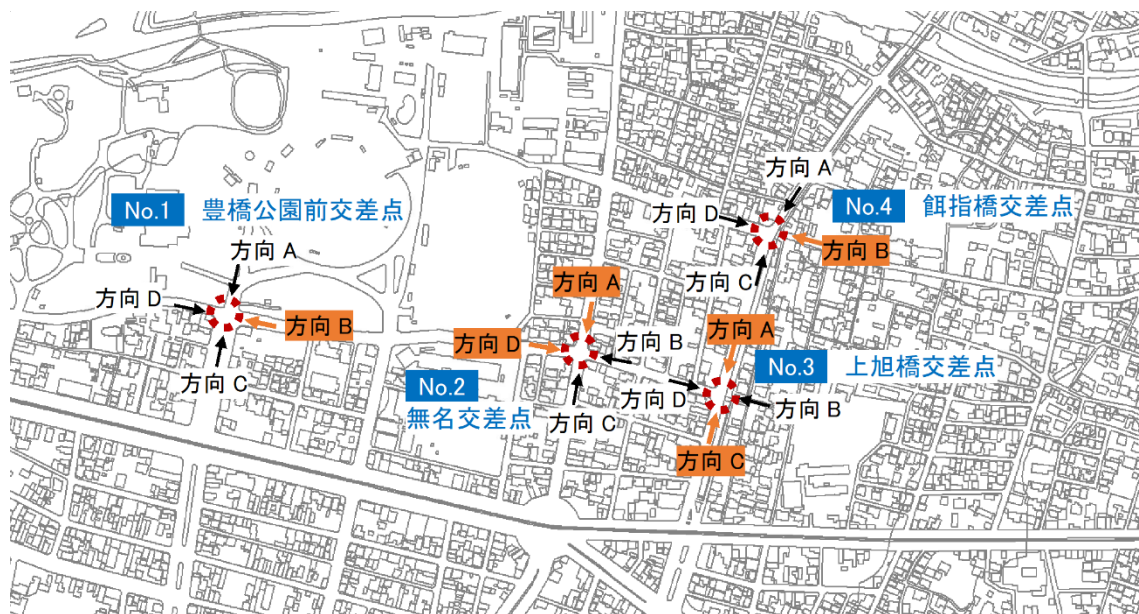 No.1 豊橋公園前交差点
方向 A
方向 D
方向 B
方向 C
No.2
無名交差点
方向 A
方向 D
方向 B
方向 C
No.3 上旭橋交差点
方向 A
方向 D
方向 B
方向 C
No.4 餌指橋交差点
方向 A
方向 D
方向 B
方向 C